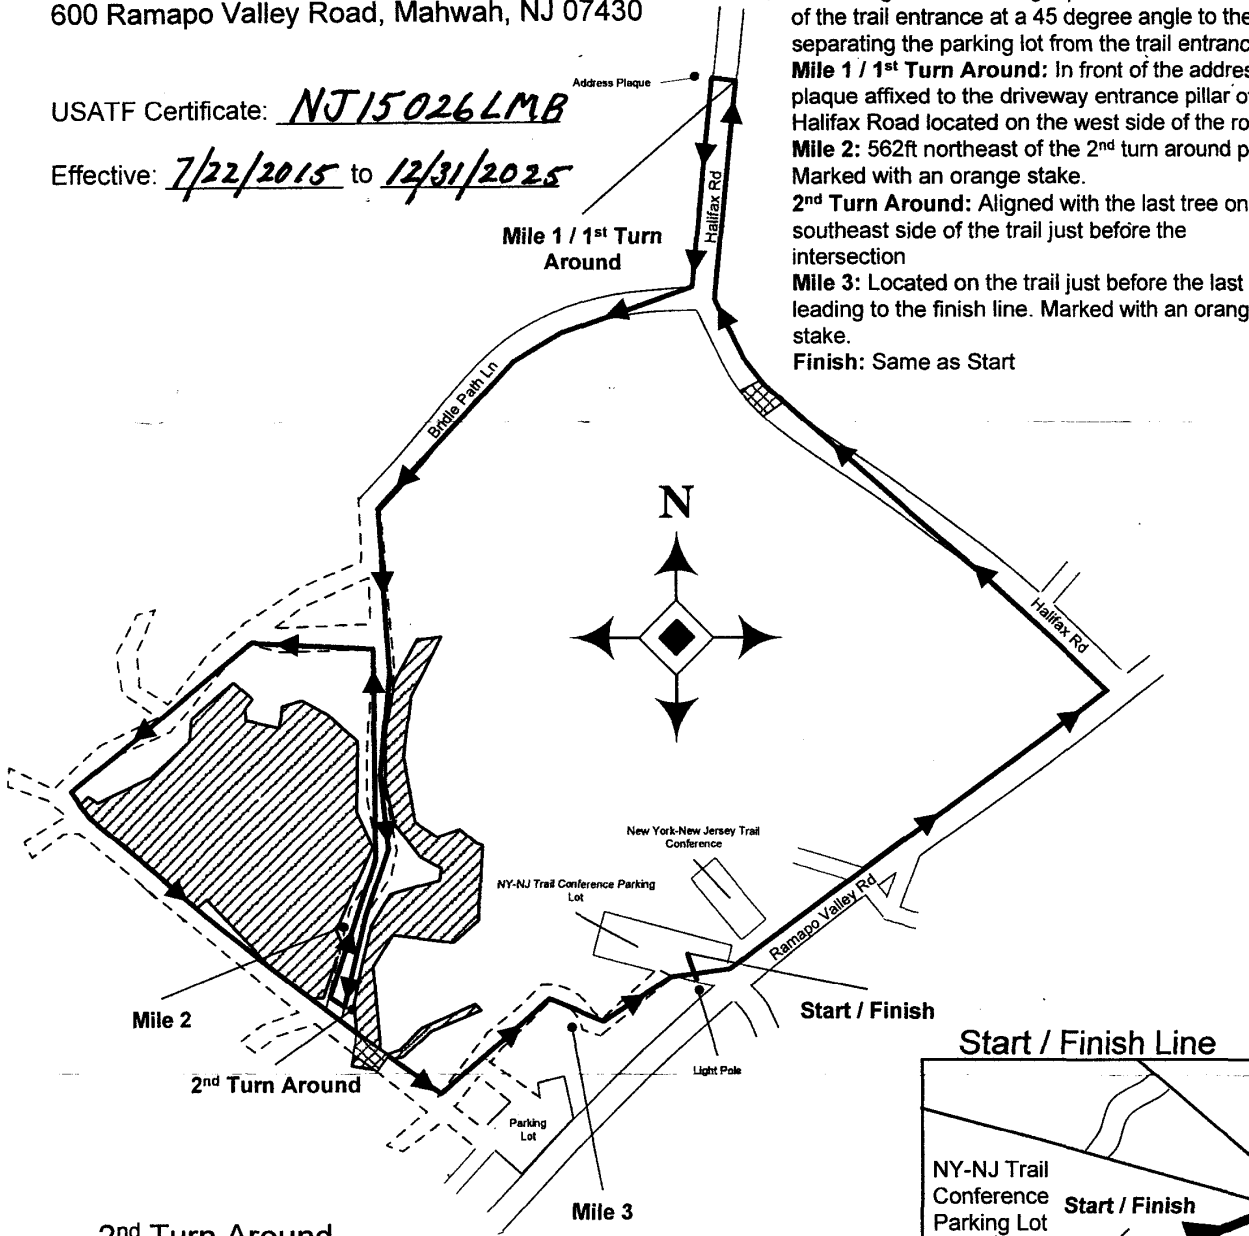 600 Ramapo Valley Road, Mahwah, NJ 07430
USATF Certificate: NJ15026LMB
Effective: 7/22/2015 to 12/31/2025
of the trail entrance at a 45 degree angle to the
separating the parking lot from the trail entranc
Mile 1 / 1st Turn Around: In front of the addres
plaque affixed to the driveway entrance pillar o
Halifax Road located on the west side of the ro
Mile 2: 562ft northeast of the 2nd turn around p
Marked with an orange stake.
2nd Turn Around: Aligned with the last tree on
southeast side of the trail just before the
intersection
Mile 3: Located on the trail just before the last
leading to the finish line. Marked with an orang
stake.
Finish: Same as Start
Address Plaque
Halifax Rd
Mile 1 / 1st Turn
Around
Bridle Path Ln
N
Halifax Rd
New York-New Jersey Trail
Conference
NY-NJ Trail Conference Parking
Lot
Ramapo Valley Rd
Mile 2
Start / Finish
2nd Turn Around
Light Pole
Parking
Lot
Mile 3
Start / Finish Line
NY-NJ Trail
Conference
Parking Lot
Start / Finish
2nd Turn Around